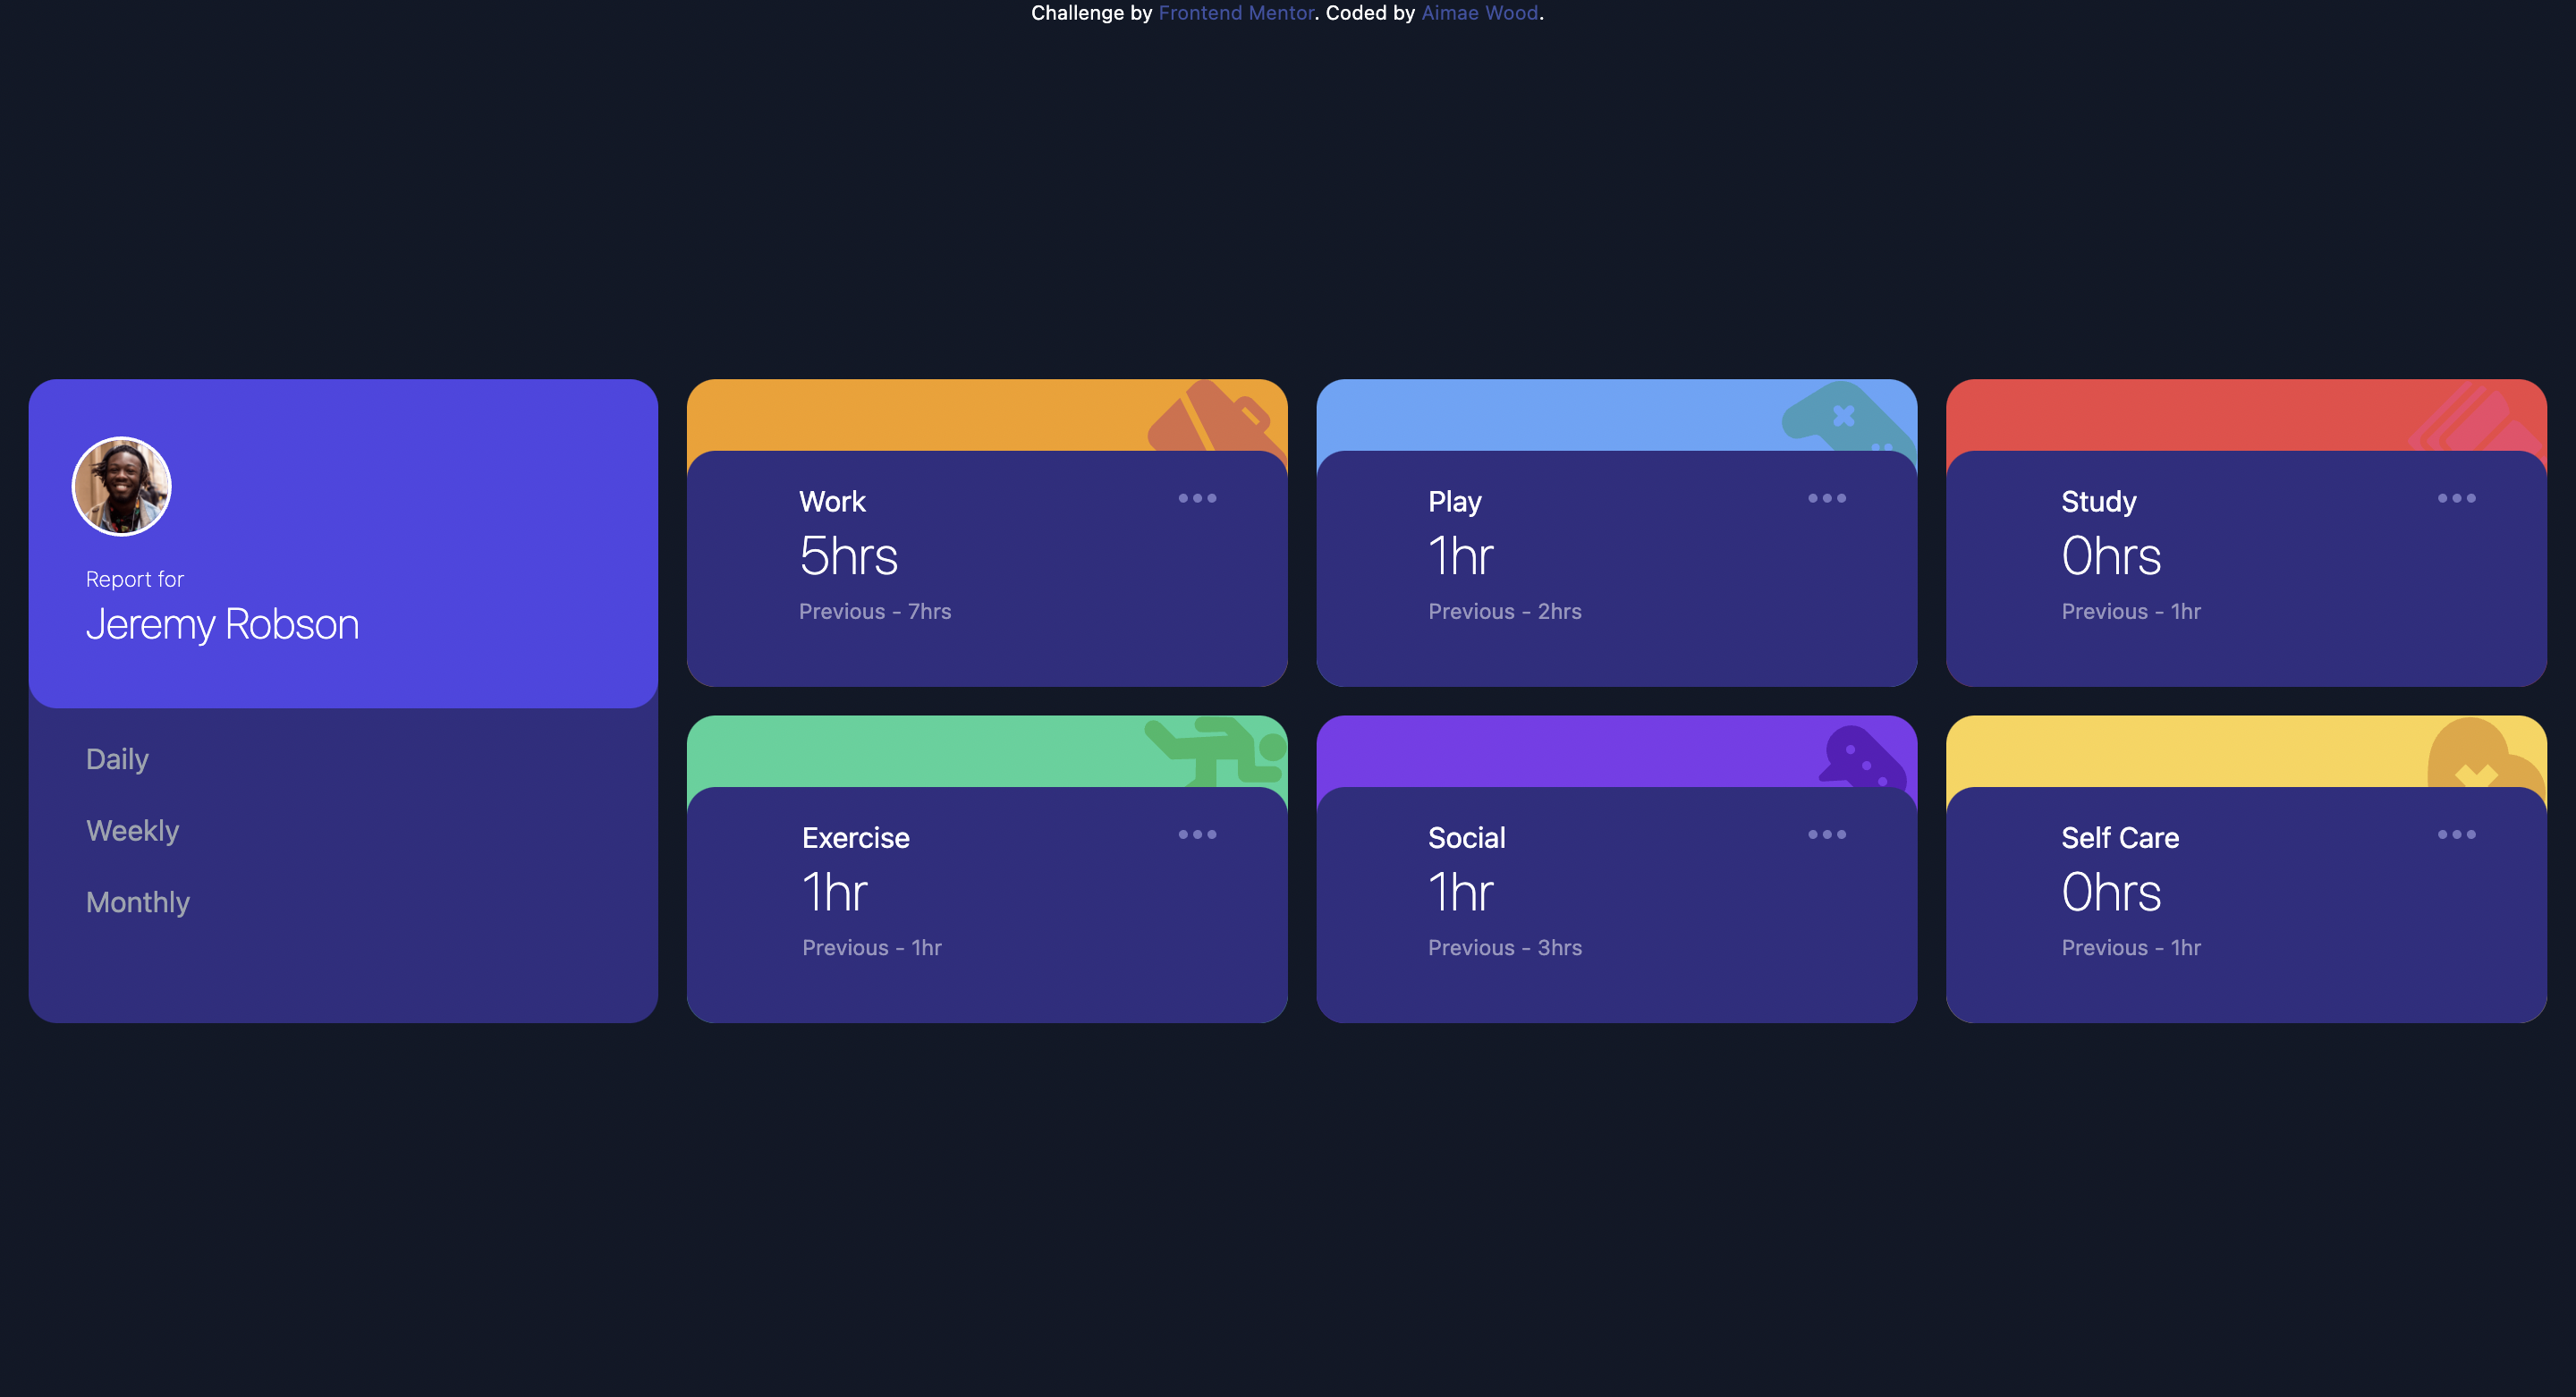 Challenge by Frontend Mentor. Coded by Aimae Wood.
Report for
Jeremy Robson
Daily
Weekly
Monthly
Work
5hrs
Previous - 7hrs
Play
1hr
Previous - 2hrs
Study
0hrs
Previous - 1hr
Exercise
1hr
Previous - 1hr
Social
1hr
Previous - 3hrs
Self Care
0hrs
Previous - 1hr